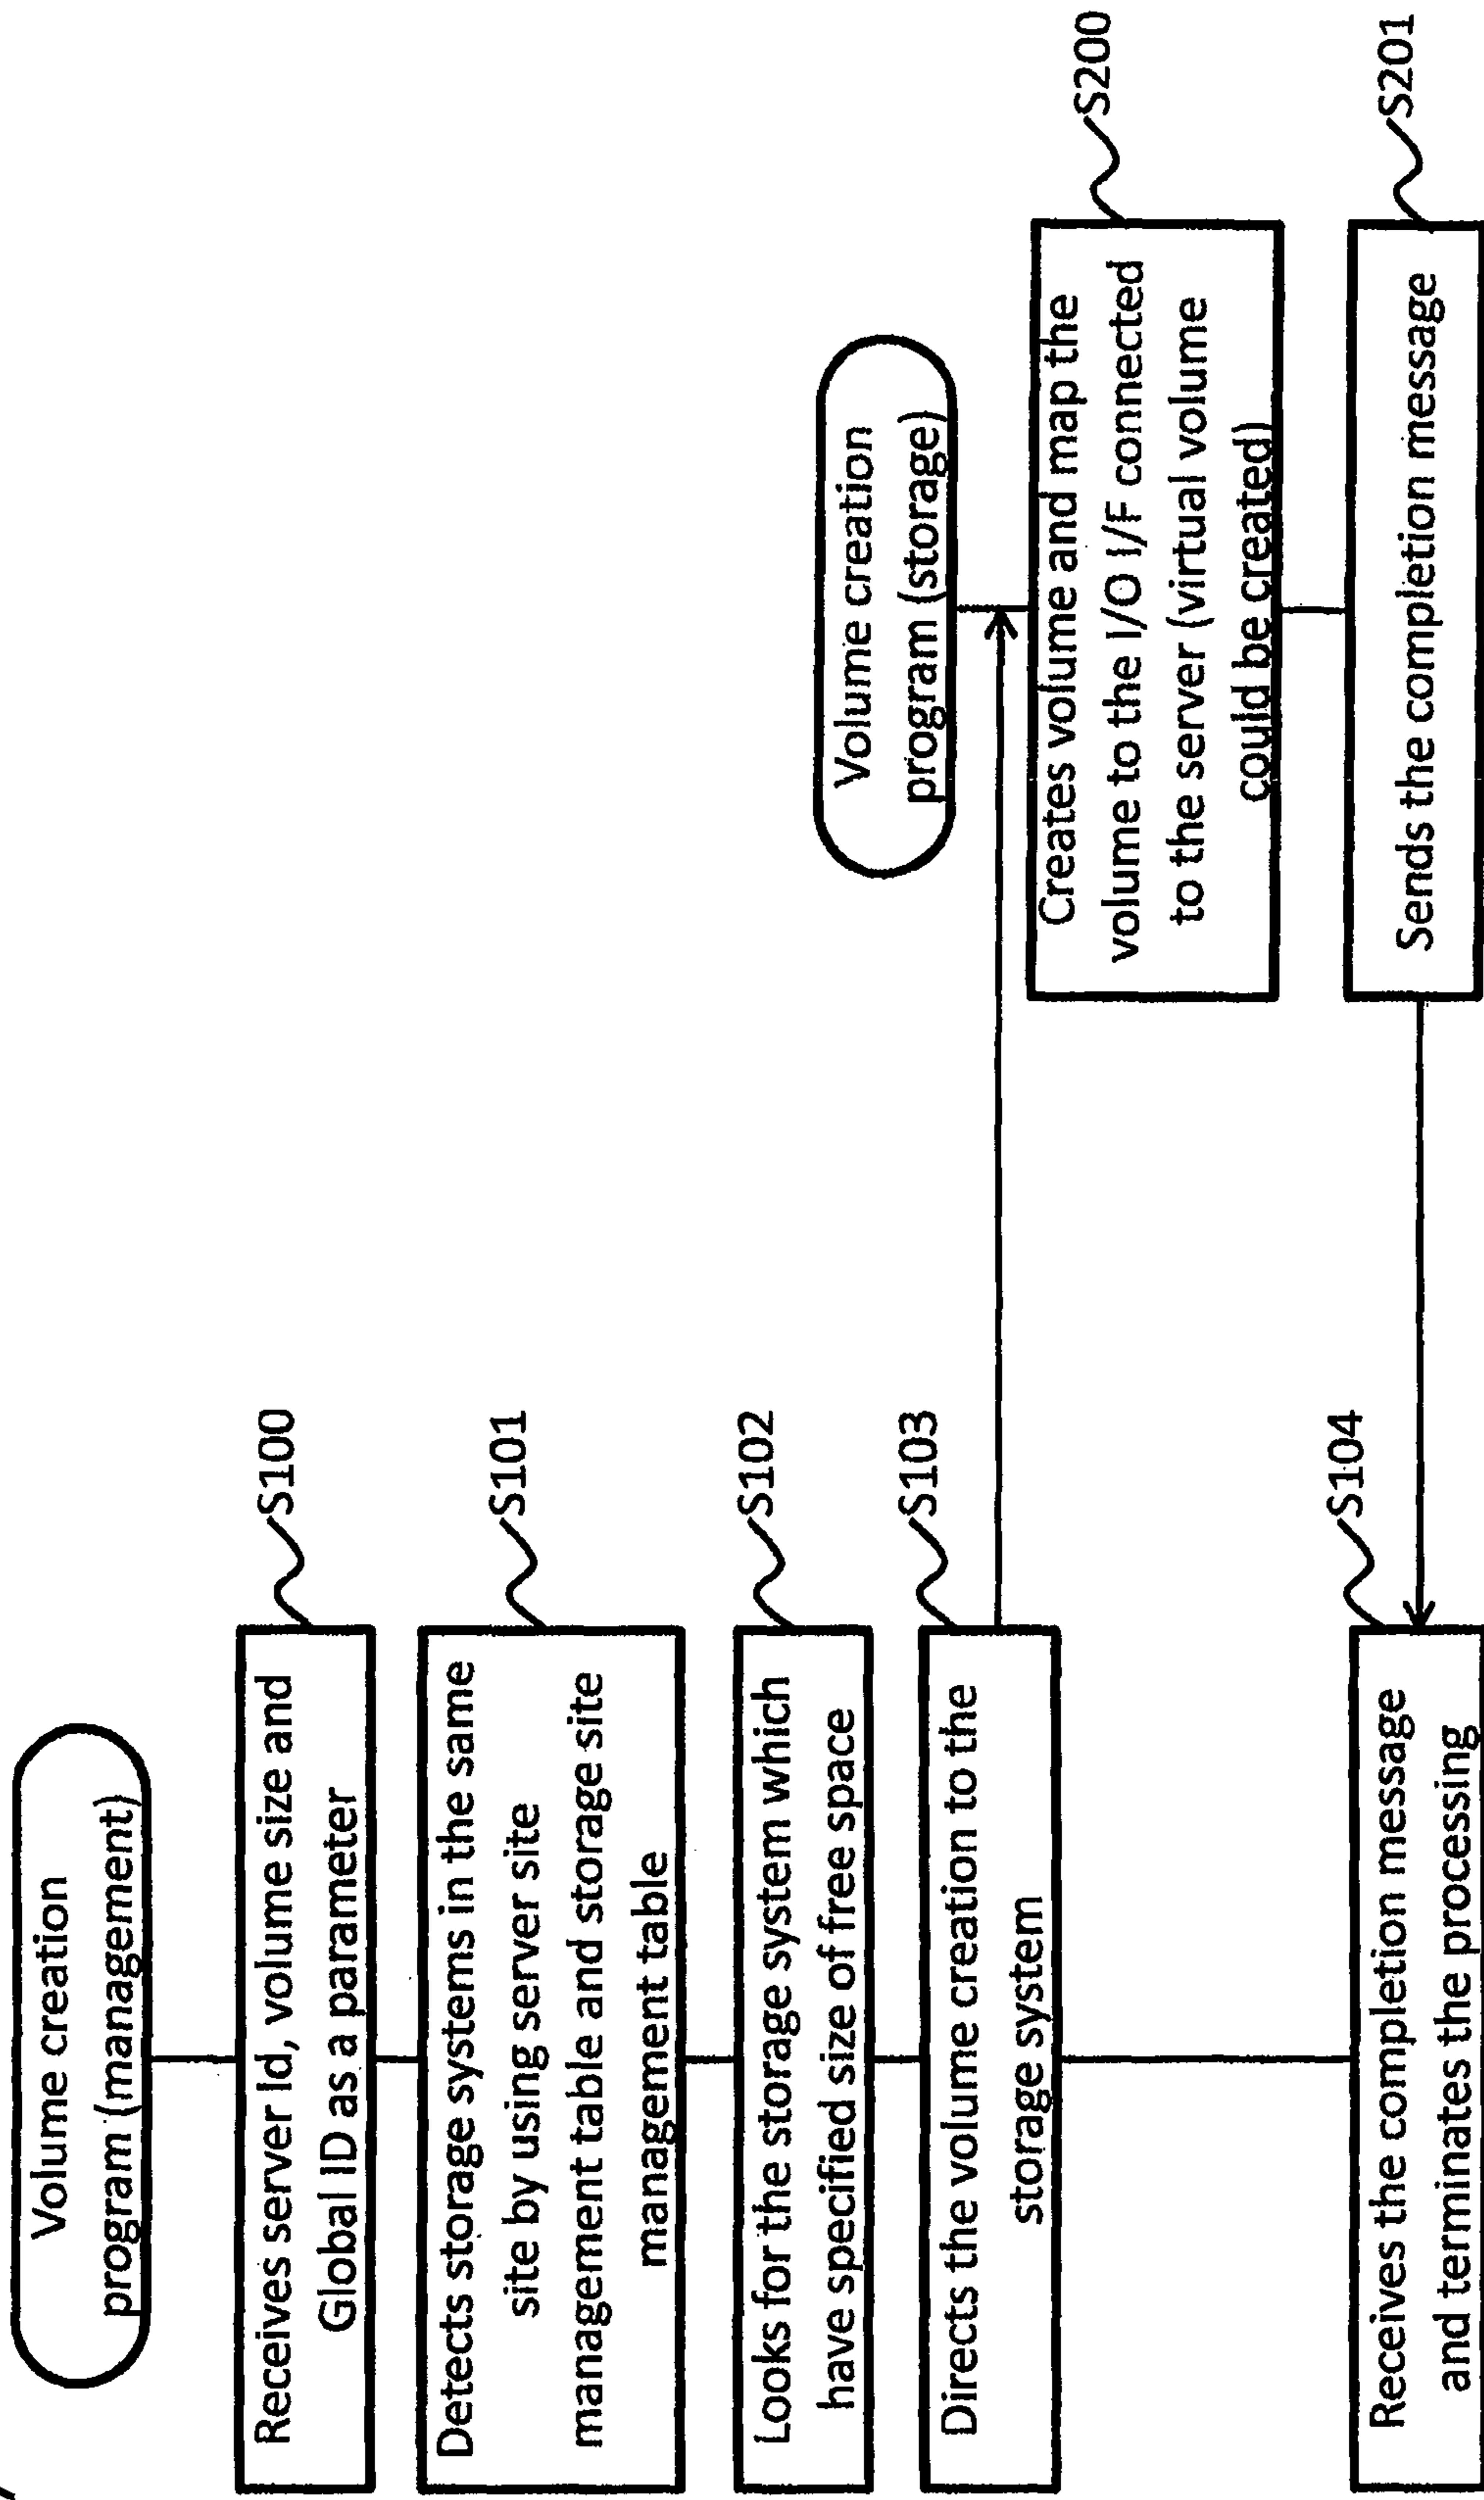 Volume creation
program (management)
Receives server Id, volume size and
Global ID as a parameter
S100
Detects storage systems in the same
site by using server site
management table and storage site
management table
S101
Looks for the storage system which
have specified size of free space
S102
Directs the volume creation to the
storage system
S103
Receives the completion message
and terminates the processing
S104
Volume creation
program (storage)
Creates volume and map the
volume to the I/O I/F connected
to the server (virtual volume
could be created)
S200
Sends the completion message
S201